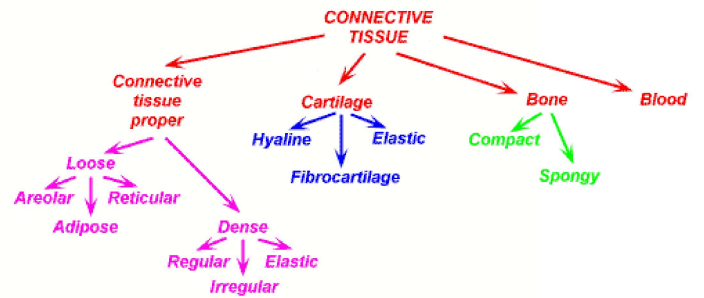 CONNECTIVE
TISSUE
Connective
tissue
proper
Cartilage
Bone
Blood
Hyaline
Elastic
Compact
Fibrocartilage
Spongy
Loose
Areolar
Reticular
Adipose
Dense
Regular
Elastic
Irregular